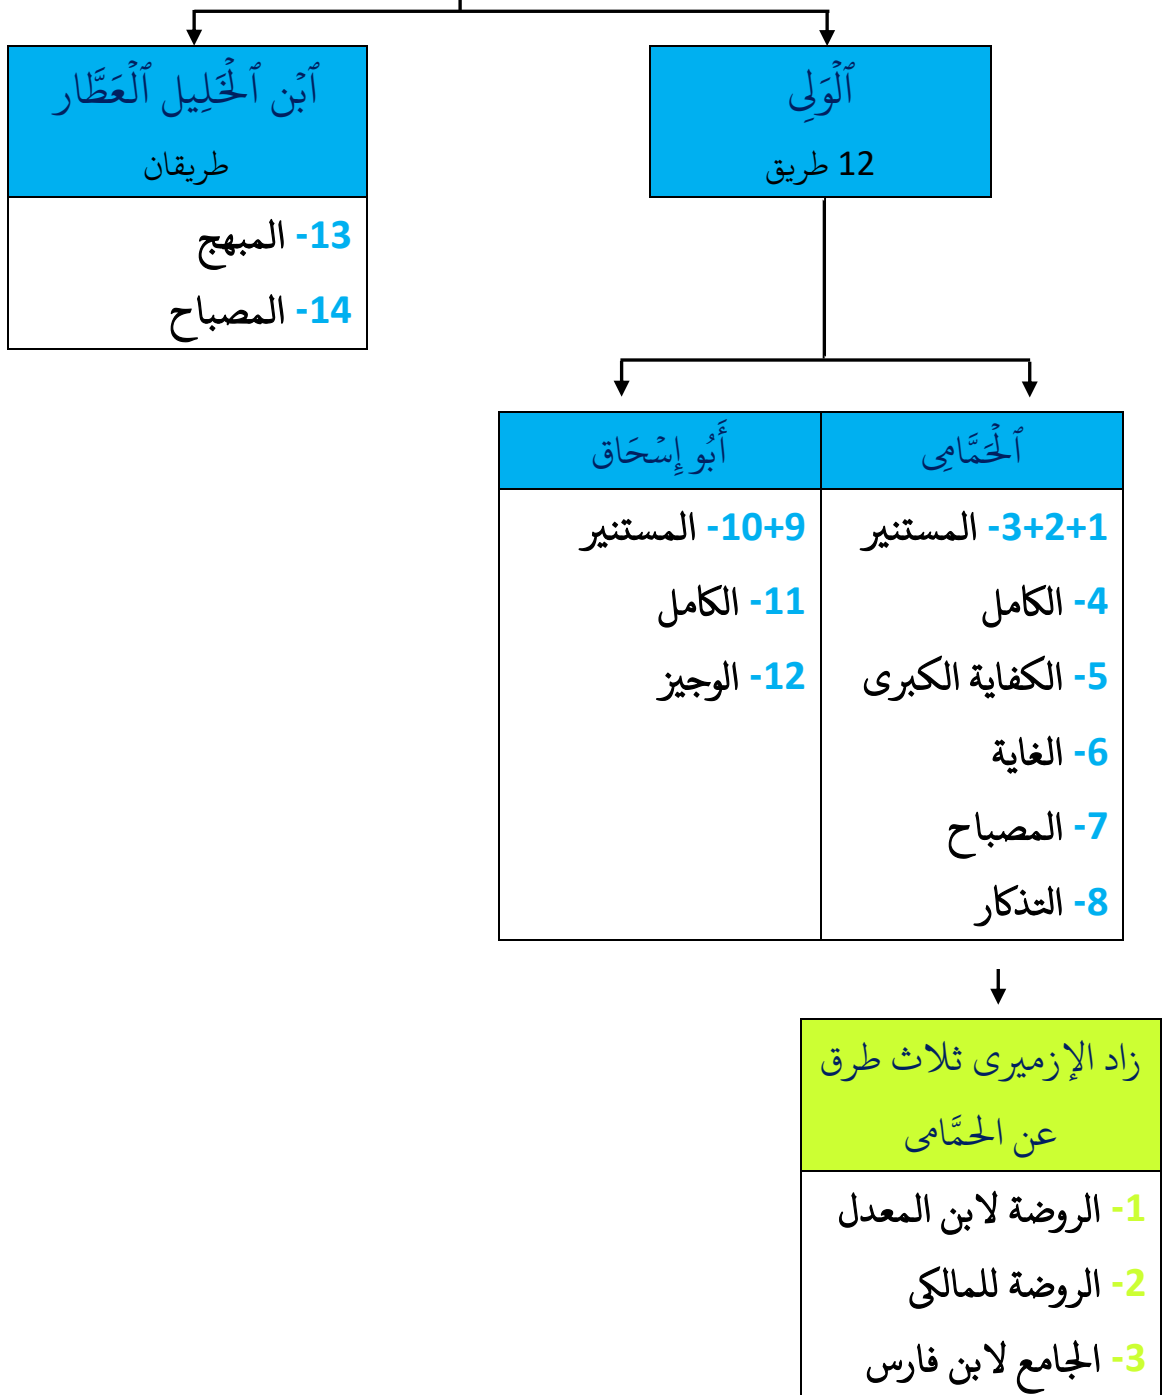 ٱلْوَلِى
12 طريق
ٱبْن ٱلْخَلِيل ٱلْعَطَّار
طريقان
13- المبهج
14- المصباح
ٱلْحَمَّامِى
1+2+3- المستنير
4- الكامل
5- الكفاية الكبرى
6- الغاية
7- المصباح
8- التذكار
أَبُو إِسْحَاق
9+10- المستنير
11- الكامل
12- الوجيز
زاد الإزميرى ثلاث طرق
عن الحمَّامى
1- الروضة لابن المعدل
2- الروضة للمالكى
3- الجامع لابن فارس